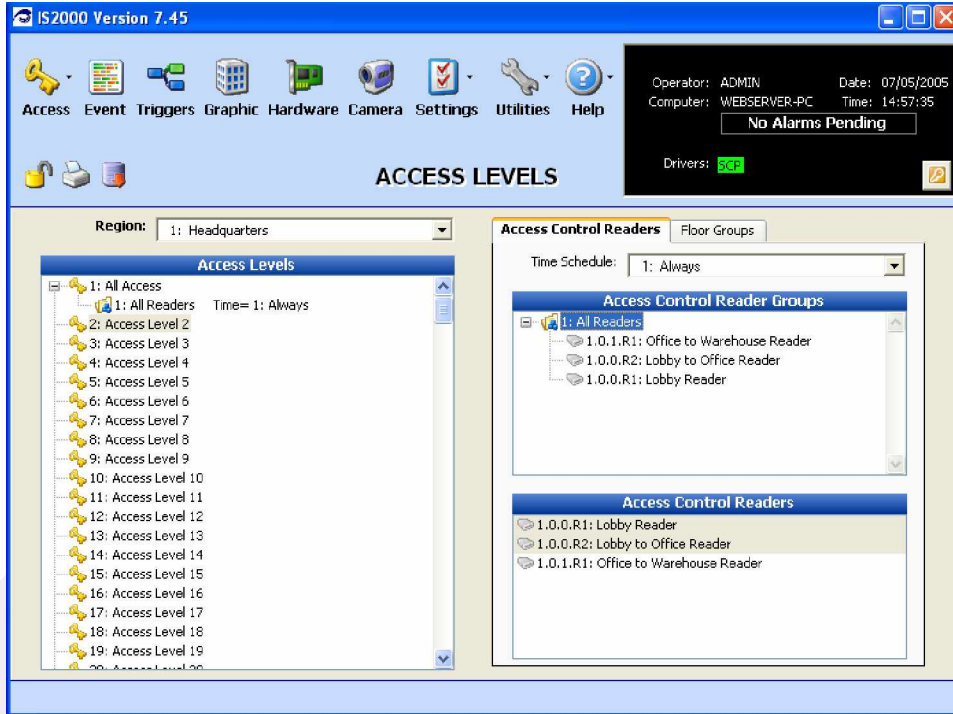 IS2000 Version 7.45
Access Event Triggers Graphic Hardware Camera Settings Utilities Help
Operator: ADMIN Date: 07/05/2005
Computer: WEBSERVER-PC Time: 14:57:35
No Alarms Pending
Drivers: SCP
ACCESS LEVELS
Region: 1: Headquarters
Access Levels
1: All Access
1: All Readers Time= 1: Always
2: Access Level 2
3: Access Level 3
4: Access Level 4
5: Access Level 5
6: Access Level 6
7: Access Level 7
8: Access Level 8
9: Access Level 9
10: Access Level 10
11: Access Level 11
12: Access Level 12
13: Access Level 13
14: Access Level 14
15: Access Level 15
16: Access Level 16
17: Access Level 17
18: Access Level 18
19: Access Level 19
Access Control Readers Floor Groups
Time Schedule: 1: Always
Access Control Reader Groups
1: All Readers
1.0.1.R1: Office to Warehouse Reader
1.0.0.R2: Lobby to Office Reader
1.0.0.R1: Lobby Reader
Access Control Readers
1.0.0.R1: Lobby Reader
1.0.0.R2: Lobby to Office Reader
1.0.1.R1: Office to Warehouse Reader